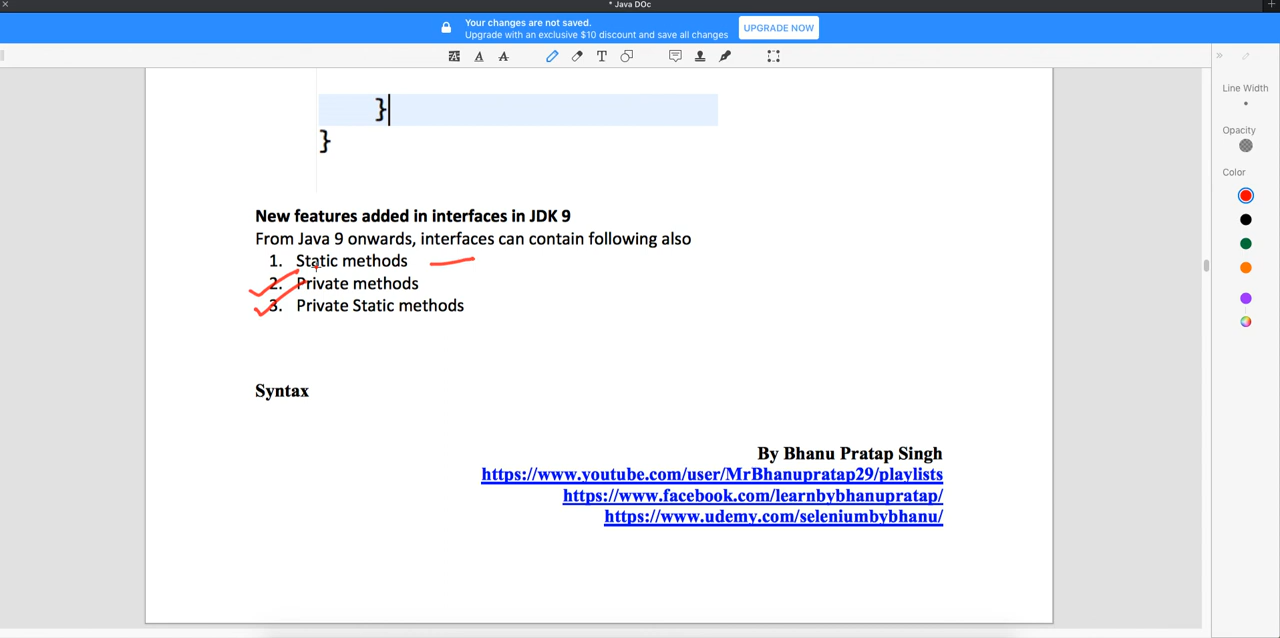 * Java DOc
Your changes are not saved.
Upgrade with an exclusive $10 discount and save all changes
UPGRADE NOW
A A A T
Line Width
Opacity
Color
}
}
New features added in interfaces in JDK 9
From Java 9 onwards, interfaces can contain following also
1. Static methods
2. Private methods
3. Private Static methods
Syntax
By Bhanu Pratap Singh
https://www.youtube.com/user/MrBhanupratap29/playlists
https://www.facebook.com/learnbybhanupratap/
https://www.udemy.com/seleniumbybhanu/